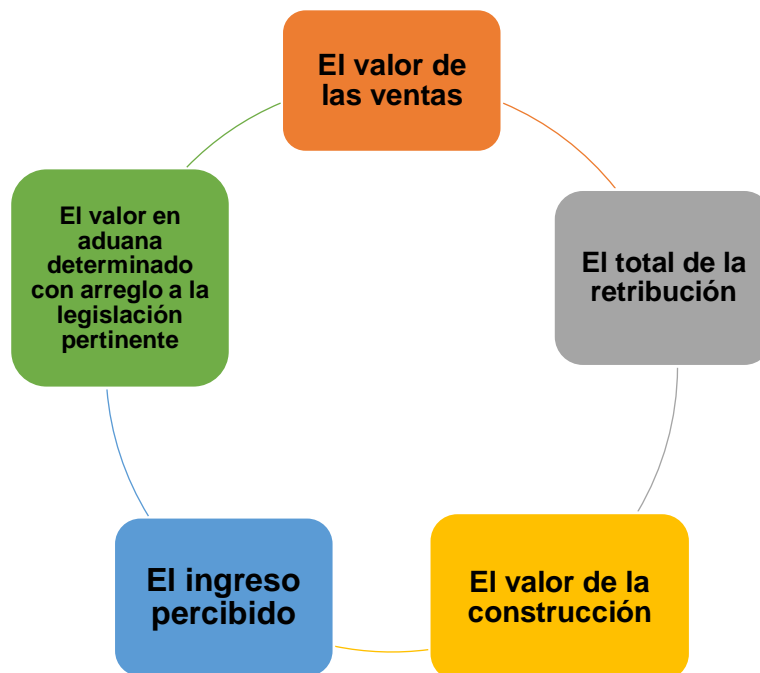 El valor de
las ventas
El total de la
retribución
El valor de la
construcción
El ingreso
percibido
El valor en
aduana
determinado
con arreglo a la
legislación
pertinente